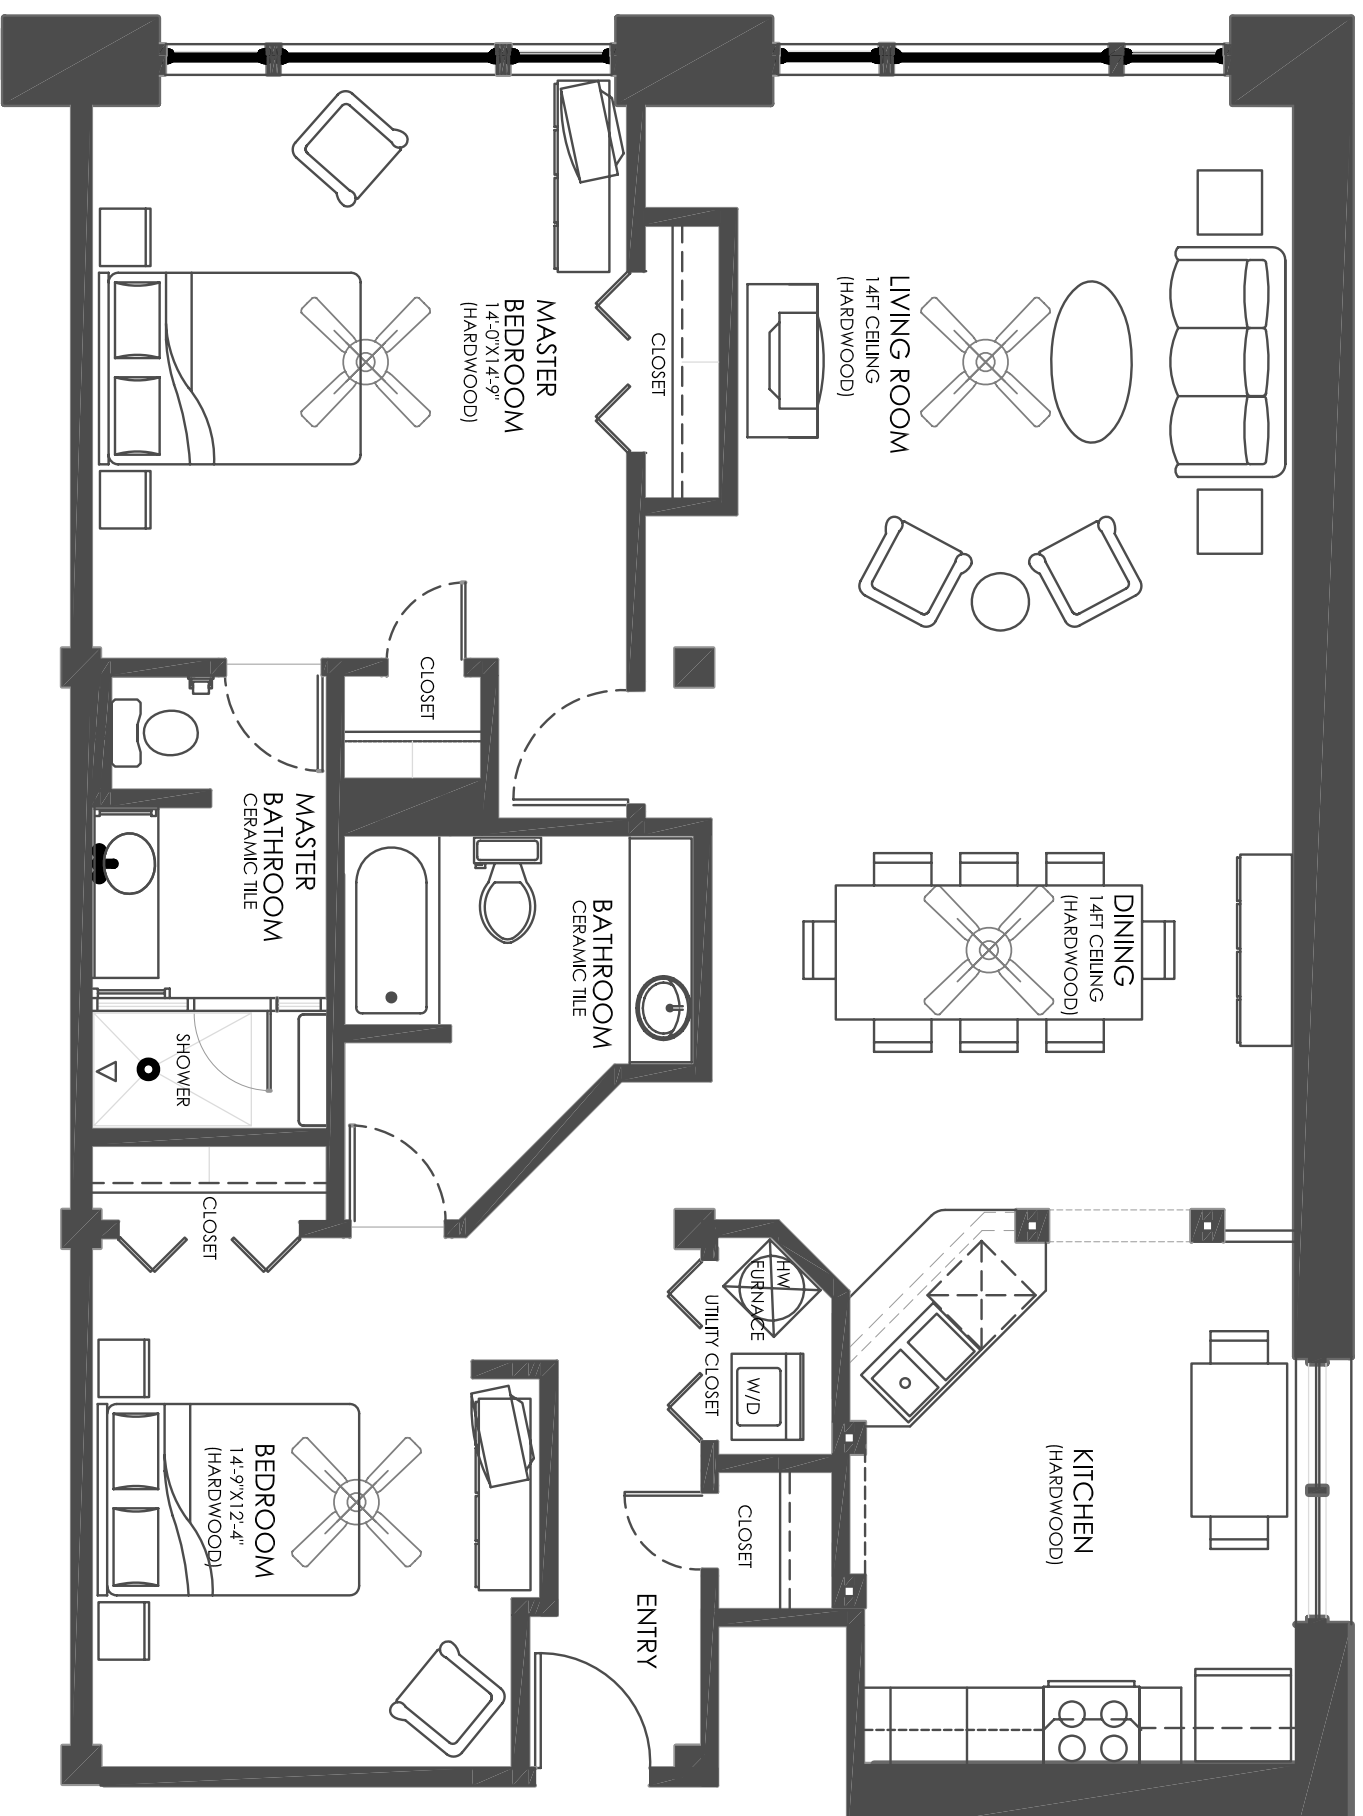 MASTER
BEDROOM
14'-0"X14'-9"
(HARDWOOD)
CLOSET
LIVING ROOM
14FT CEILING
(HARDWOOD)
CLOSET
MASTER
BATHROOM
CERAMIC TILE
BATHROOM
CERAMIC TILE
DINING
14FT CEILING
(HARDWOOD)
SHOWER
CLOSET
HW
FURNACE
UTILITY CLOSET
W/D
BEDROOM
14'-9"X12'-4"
(HARDWOOD)
CLOSET
KITCHEN
(HARDWOOD)
ENTRY